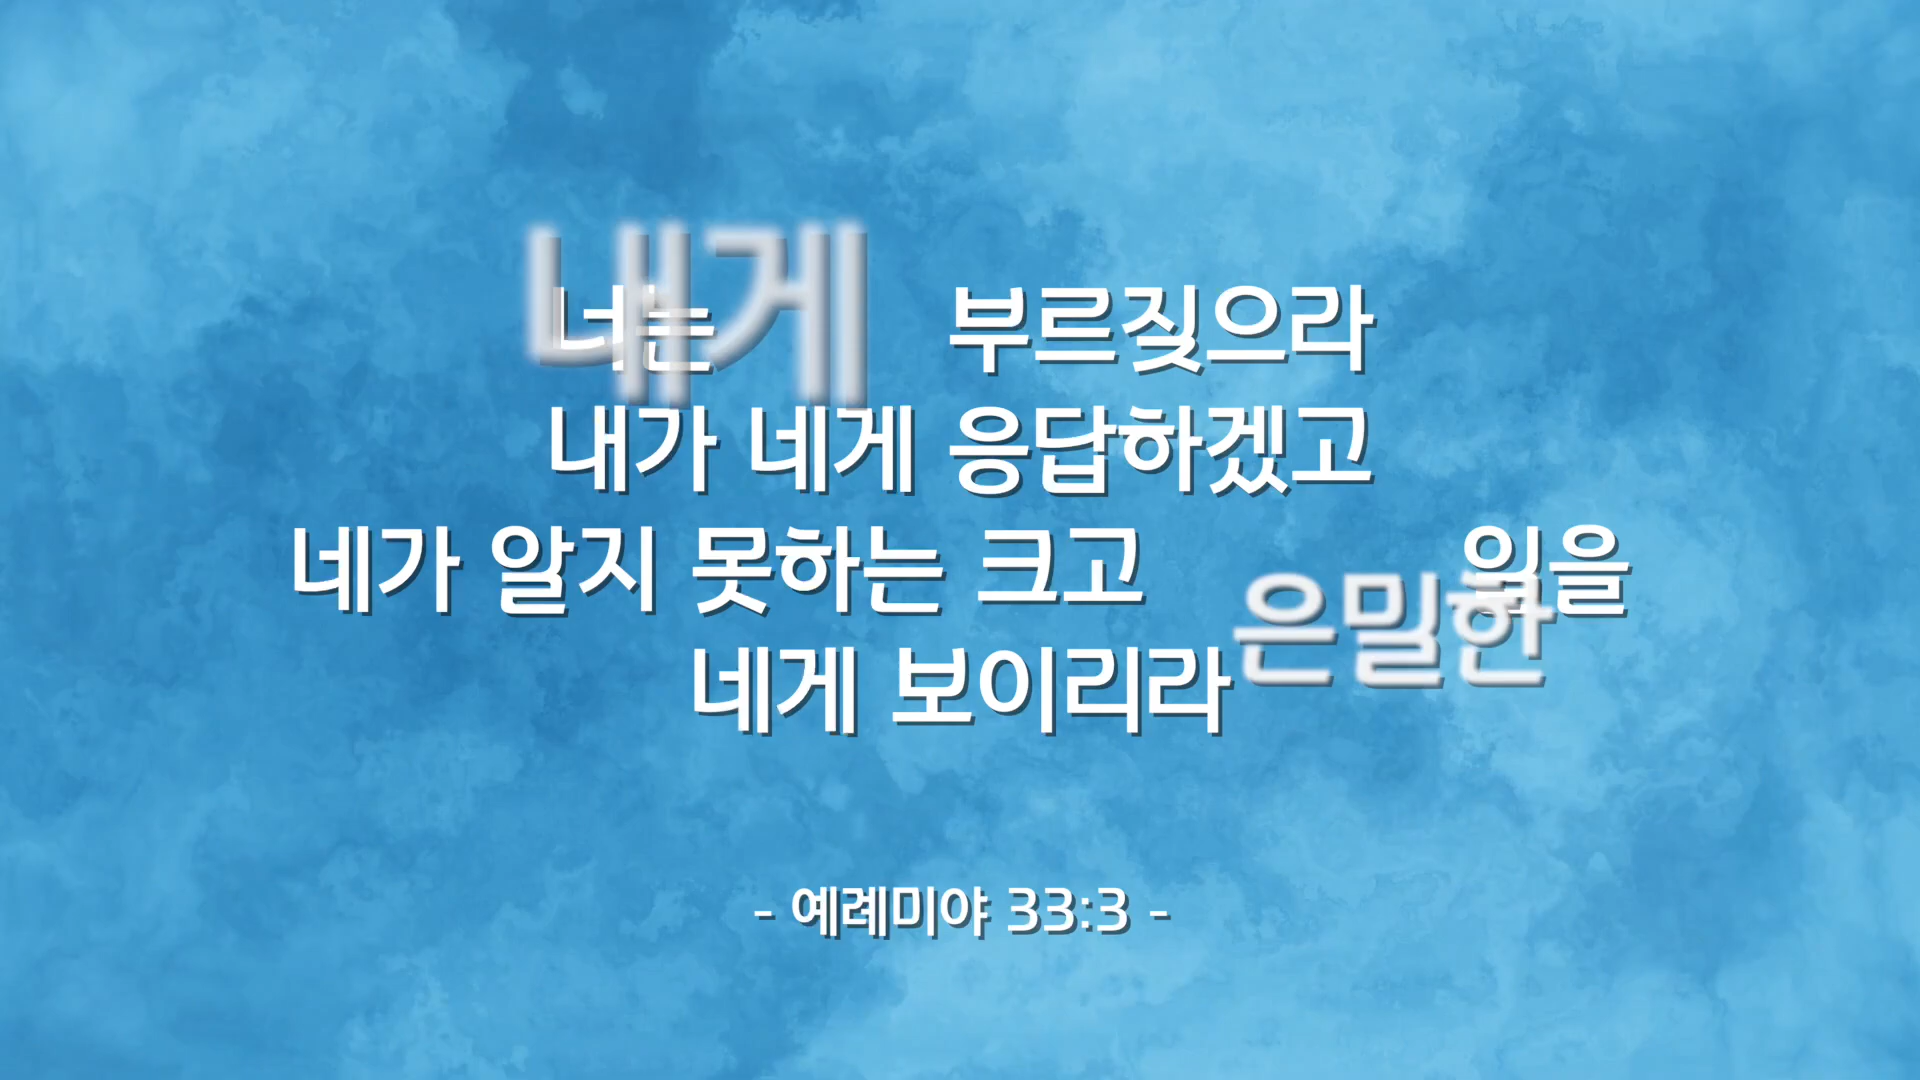 너는 내게 부르짖으라
내가 네게 응답하겠고
네가 알지 못하는 크고 은밀한 일을
네게 보이리라
- 예레미야 33:3 -